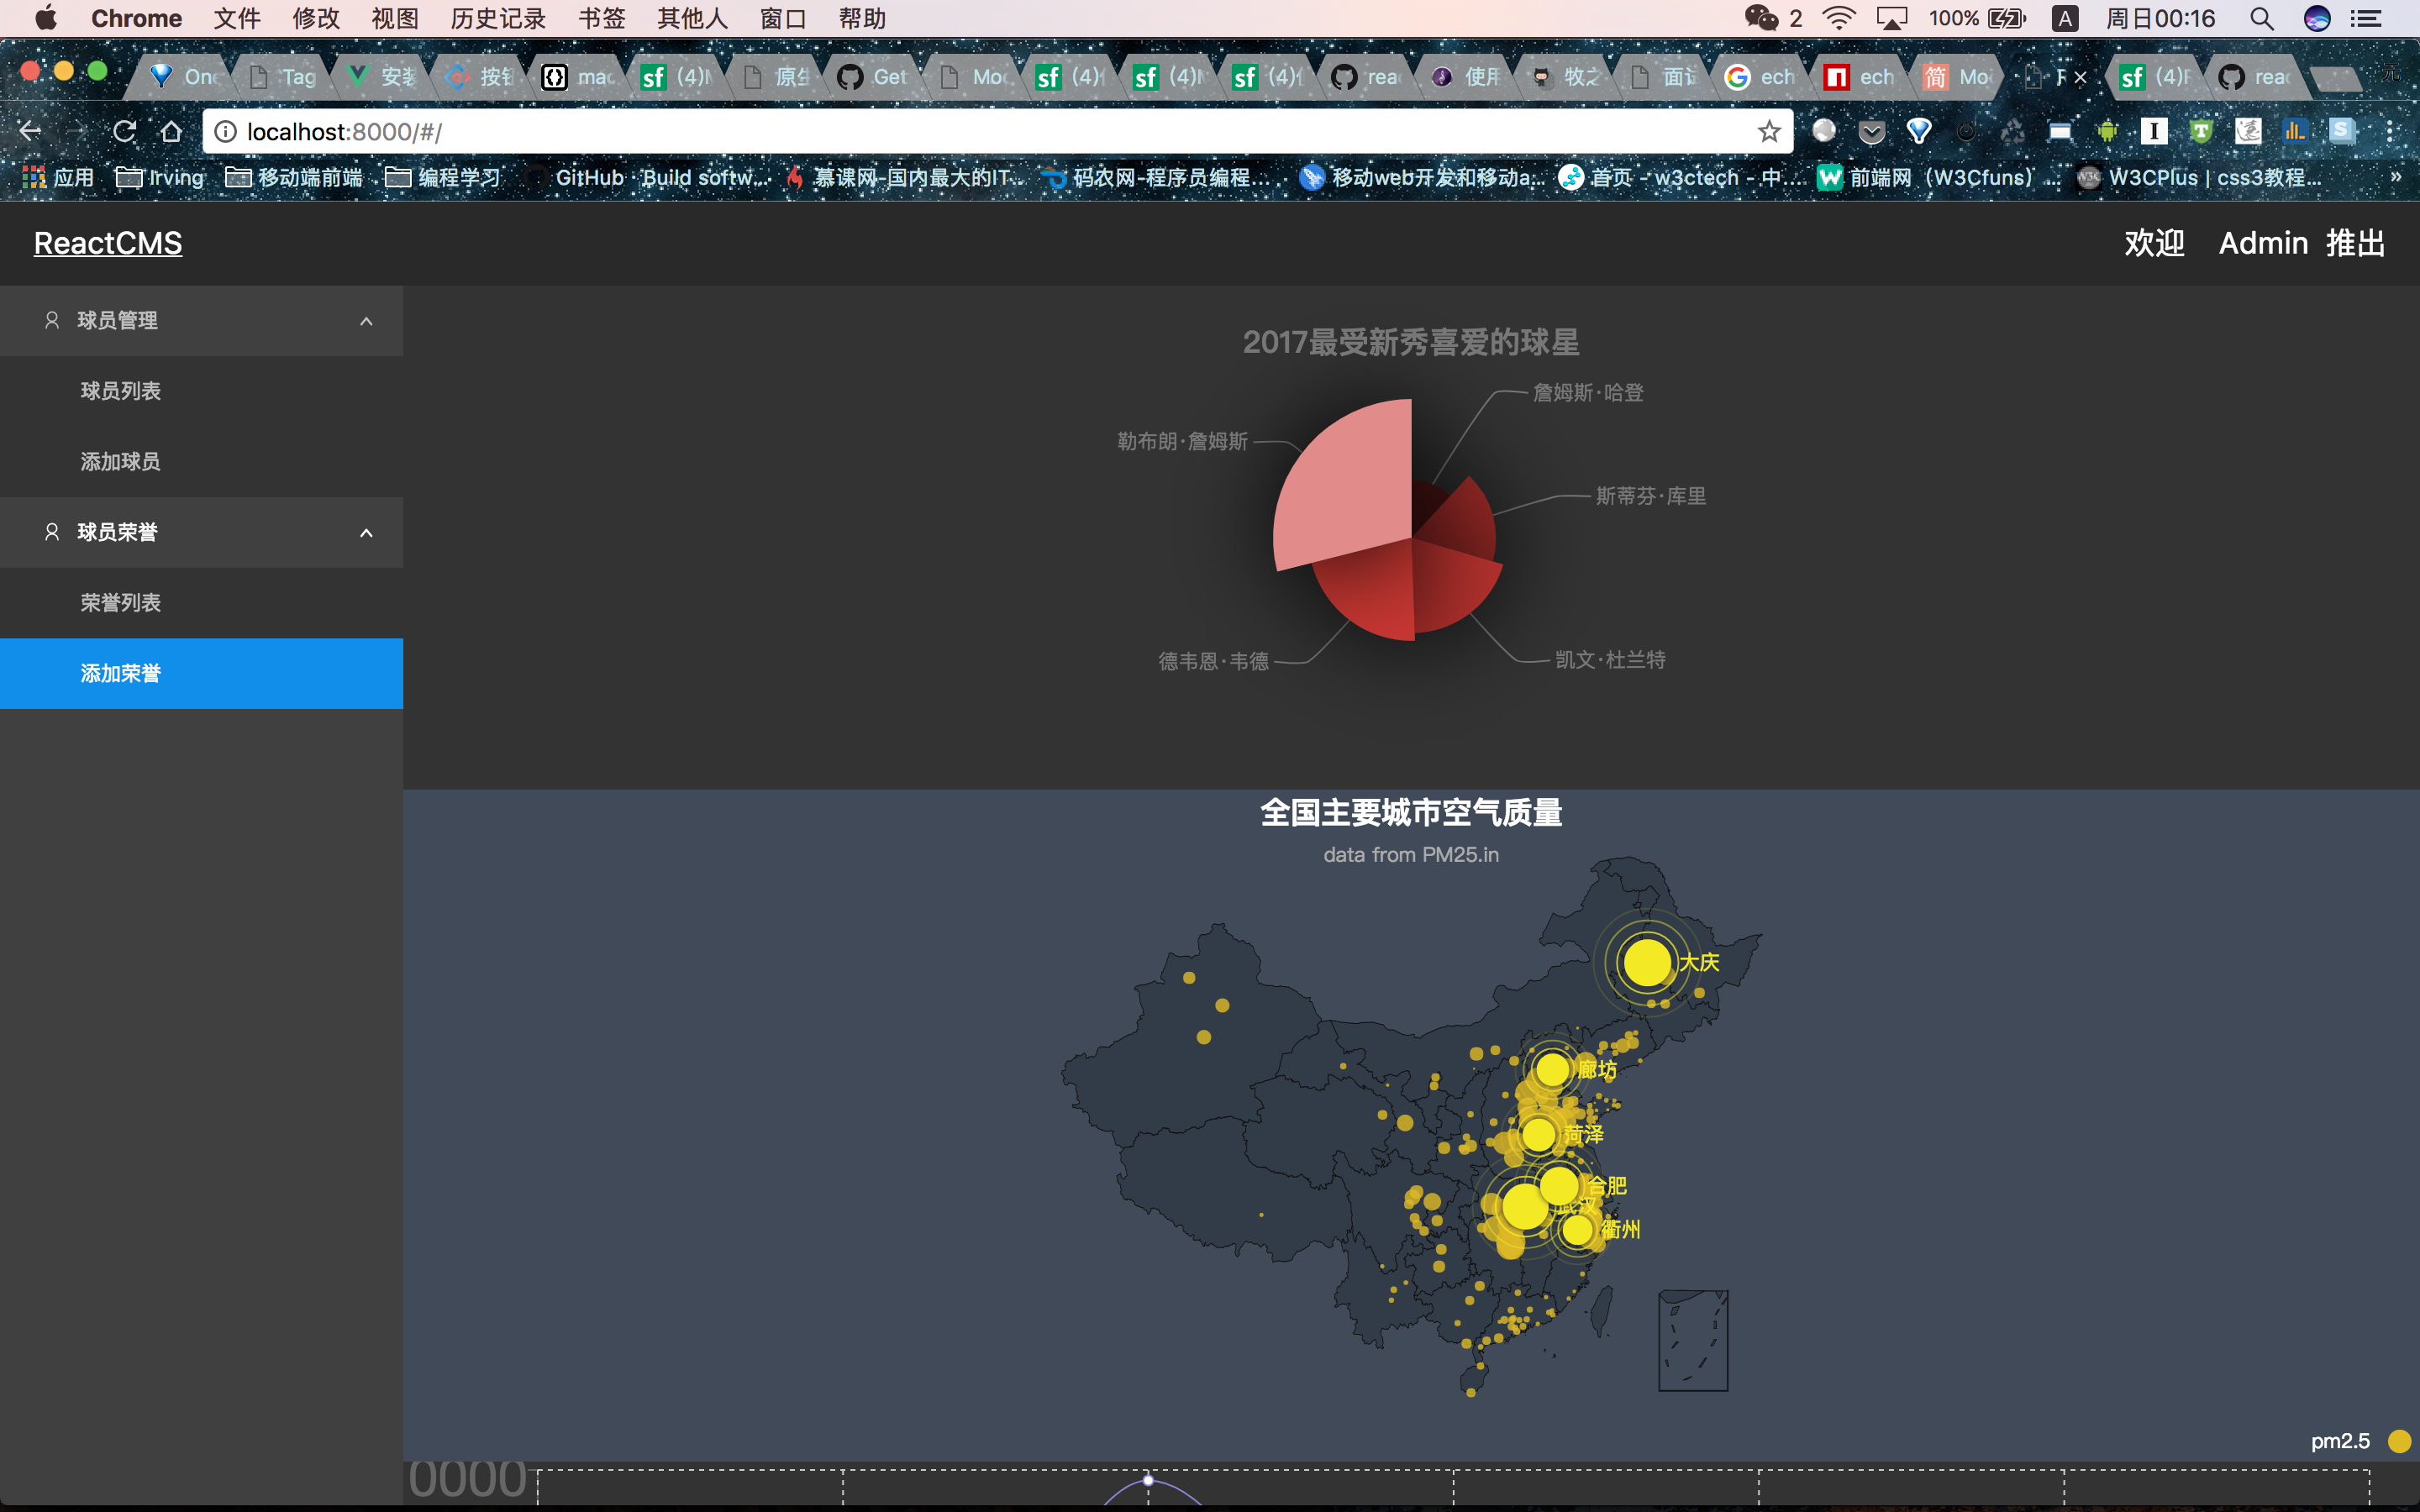 Chrome 文件 修改 视图 历史记录 书签 其他人 窗口 帮助 2 100% A 周日00:16
One Tag 安装 按钮 mac (4) 原生 Get Mod (4) (4) (4) rea 使用 牧之 面试 ech ech Mo (4) rea
localhost:8000/#/
应用 Irving 移动端前端 编程学习 GitHub · Build softw... 慕课网-国内最大的IT... 码农网-程序员编程... 移动web开发和移动a... 首页 - w3ctech - 中... 前端网（W3Cfuns）... W3CPlus | css3教程... »
ReactCMS 欢迎 Admin 推出
球员管理
球员列表
添加球员
球员荣誉
荣誉列表
添加荣誉
2017最受新秀喜爱的球星
詹姆斯·哈登
勒布朗·詹姆斯
斯蒂芬·库里
德韦恩·韦德
凯文·杜兰特
全国主要城市空气质量
data from PM25.in
大庆
廊坊
菏泽
合肥
武汉
衢州
pm2.5
0000